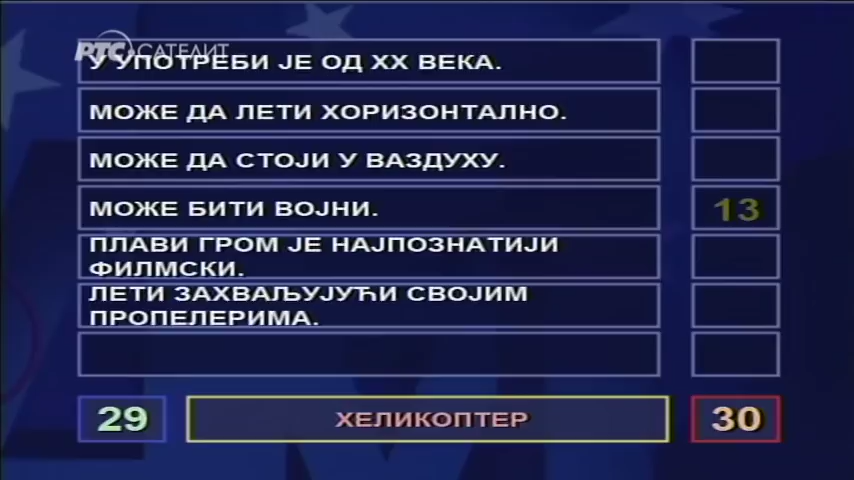 РТС САТЕЛИТ
У УПОТРЕБИ ЈЕ ОД XX ВЕКА.
МОЖЕ ДА ЛЕТИ ХОРИЗОНТАЛНО.
МОЖЕ ДА СТОЈИ У ВАЗДУХУ.
МОЖЕ БИТИ ВОЈНИ. 13
ПЛАВИ ГРОМ ЈЕ НАЈПОЗНАТИЈИ
ФИЛМСКИ.
ЛЕТИ ЗАХВАЉУЈУЋИ СВОЈИМ
ПРОПЕЛЕРИМА.
29 ХЕЛИКОПТЕР 30